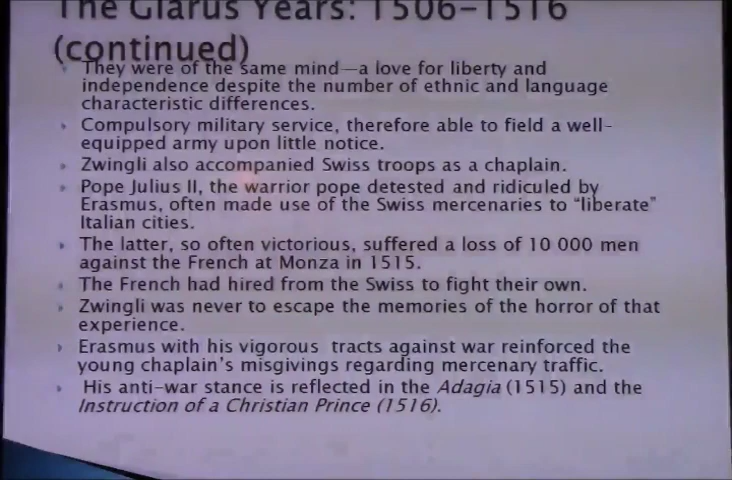 The Glarus Years: 1506–1516
(continued)
They were of the same mind—a love for liberty and
independence despite the number of ethnic and language
characteristic differences.
Compulsory military service, therefore able to field a well-
equipped army upon little notice.
Zwingli also accompanied Swiss troops as a chaplain.
Pope Julius II, the warrior pope detested and ridiculed by
Erasmus, often made use of the Swiss mercenaries to “liberate”
Italian cities.
The latter, so often victorious, suffered a loss of 10 000 men
against the French at Monza in 1515.
The French had hired from the Swiss to fight their own.
Zwingli was never to escape the memories of the horror of that
experience.
Erasmus with his vigorous tracts against war reinforced the
young chaplain’s misgivings regarding mercenary traffic.
His anti-war stance is reflected in the Adagia (1515) and the
Instruction of a Christian Prince (1516).